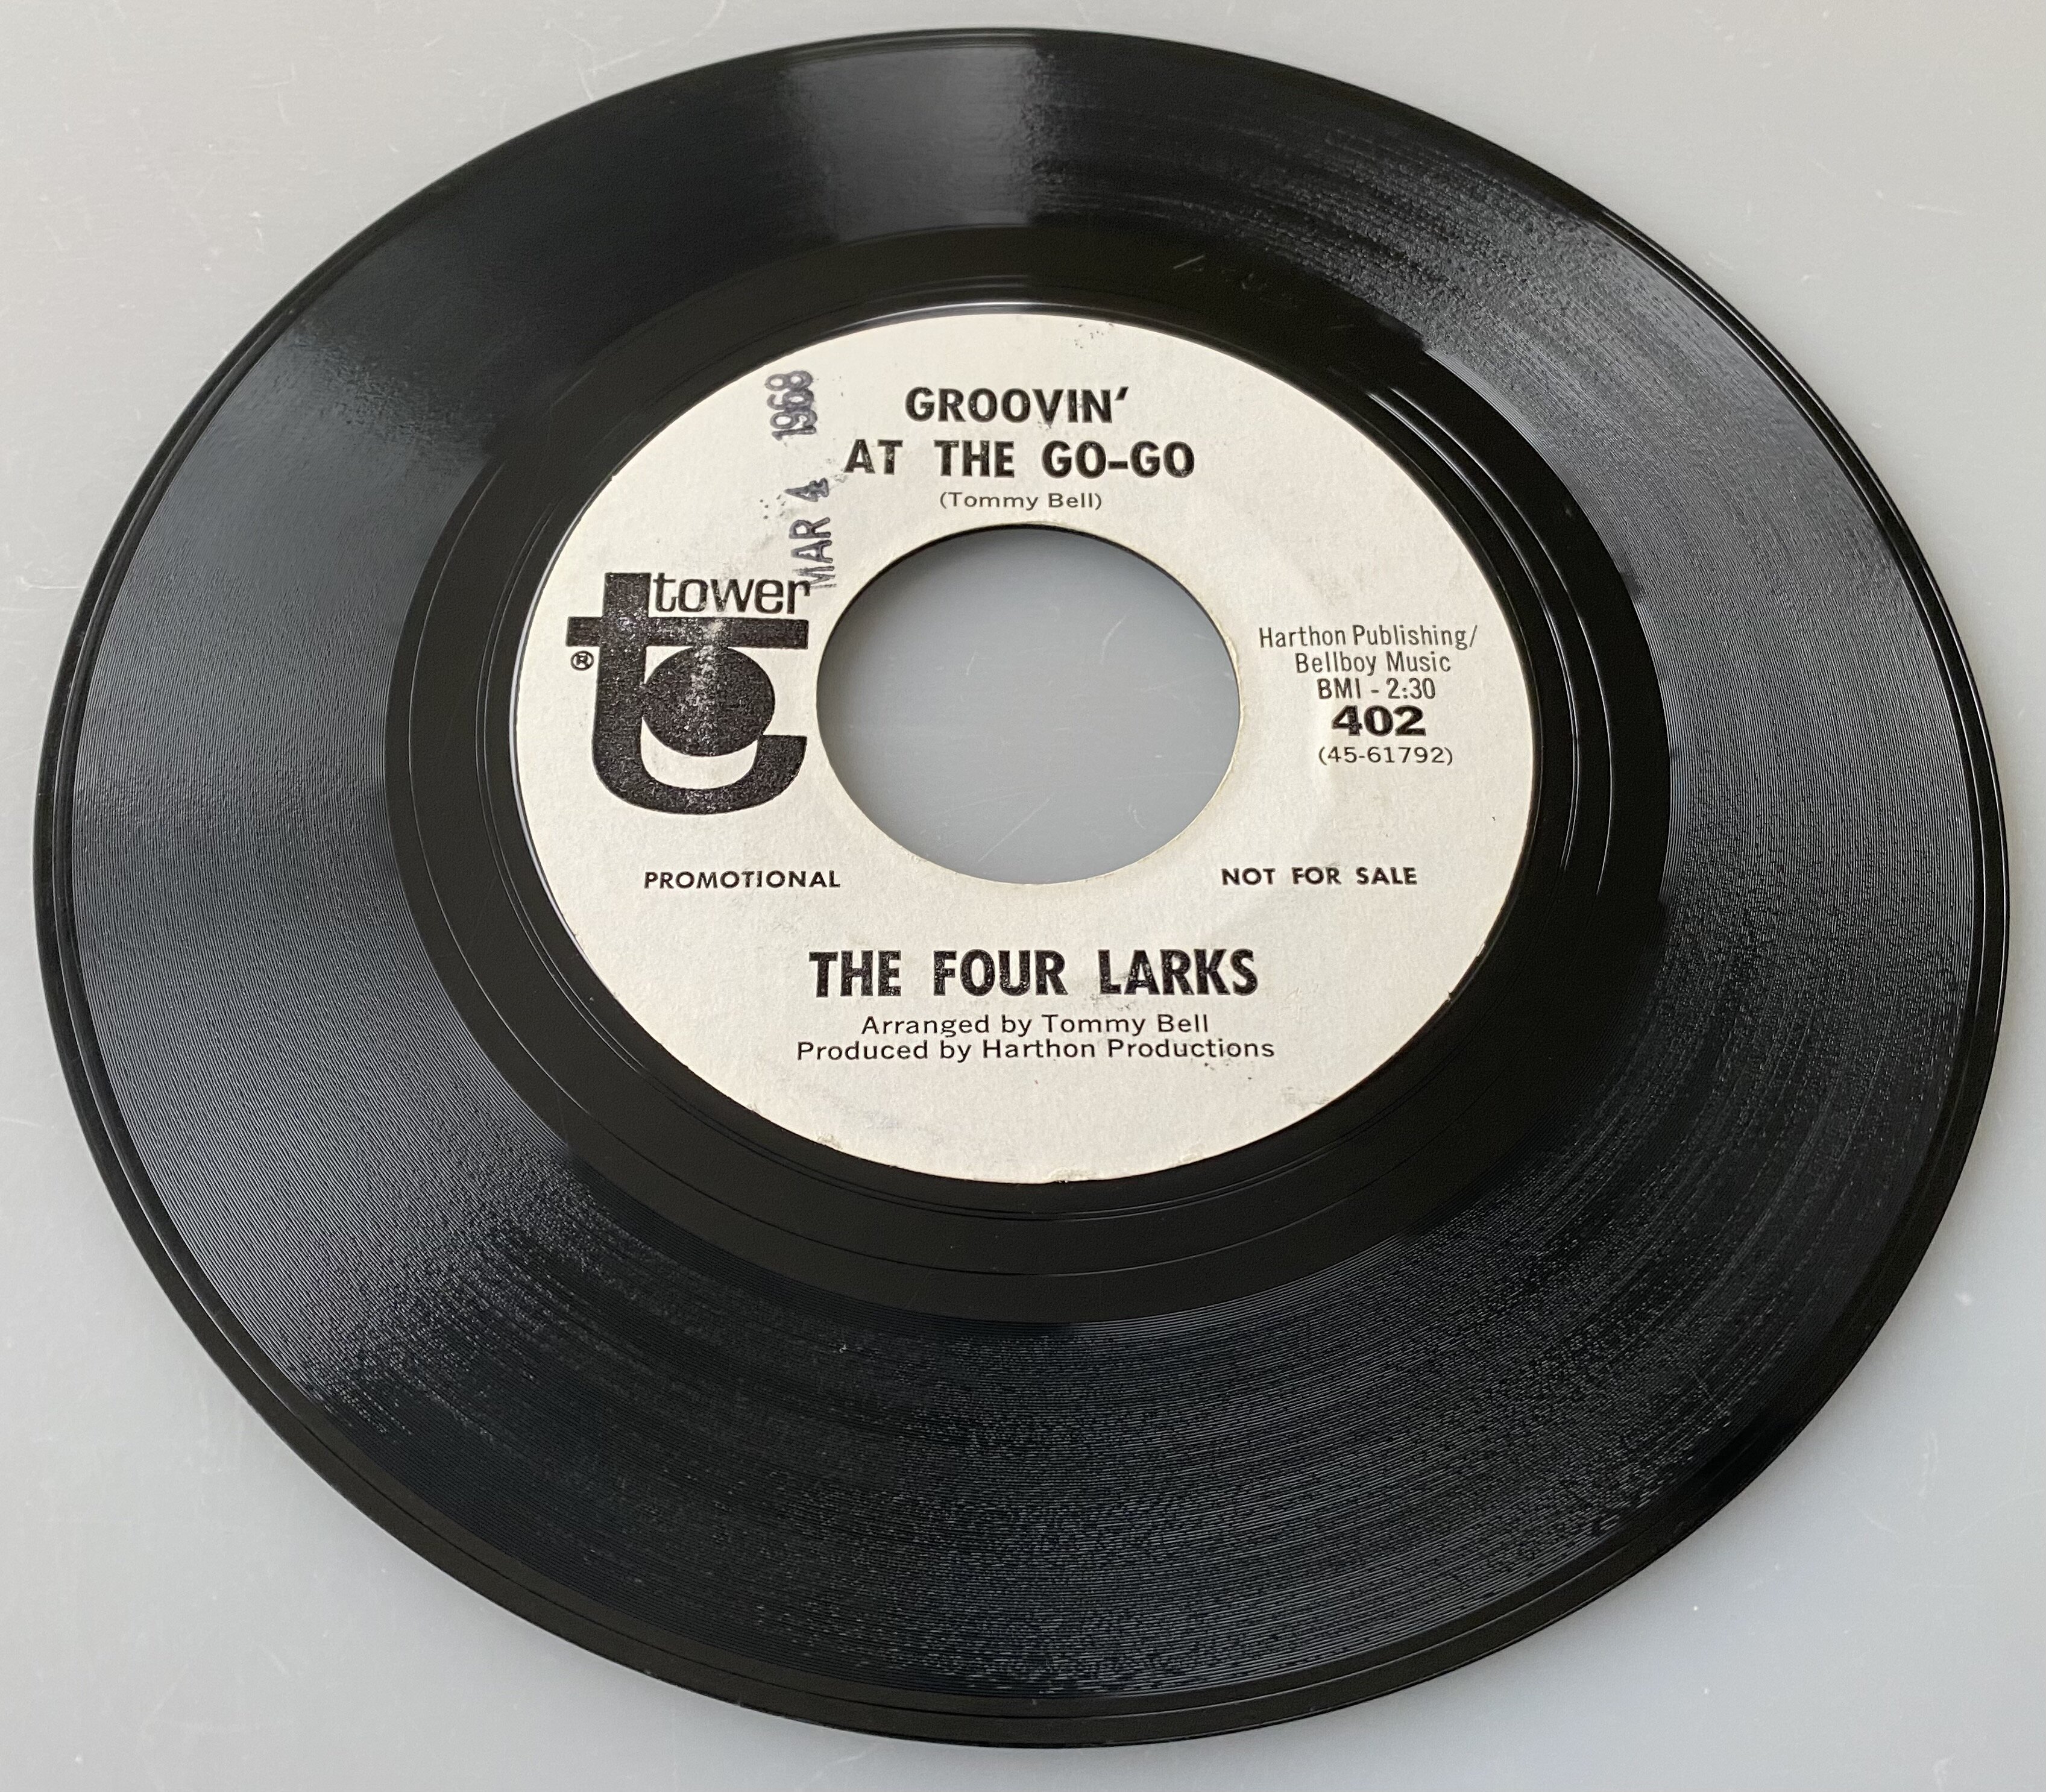 GROOVIN'
AT THE GO-GO
(Tommy Bell)
MAR 4 1968
tower
®
Harthon Publishing/
Bellboy Music
BMI - 2:30
402
(45-61792)
PROMOTIONAL
NOT FOR SALE
THE FOUR LARKS
Arranged by Tommy Bell
Produced by Harthon Productions